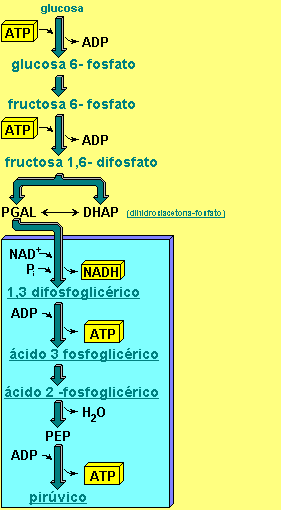 glucosa
ATP
ADP
glucosa 6- fosfato
fructosa 6- fosfato
ATP
ADP
fructosa 1,6- difosfato
PGAL DHAP (dihidroxiacetona-fosfato)
NAD+
Pi
NADH
1,3 difosfoglicérico
ADP
ATP
ácido 3 fosfoglicérico
ácido 2 -fosfoglicérico
H2O
PEP
ADP
ATP
pirúvico